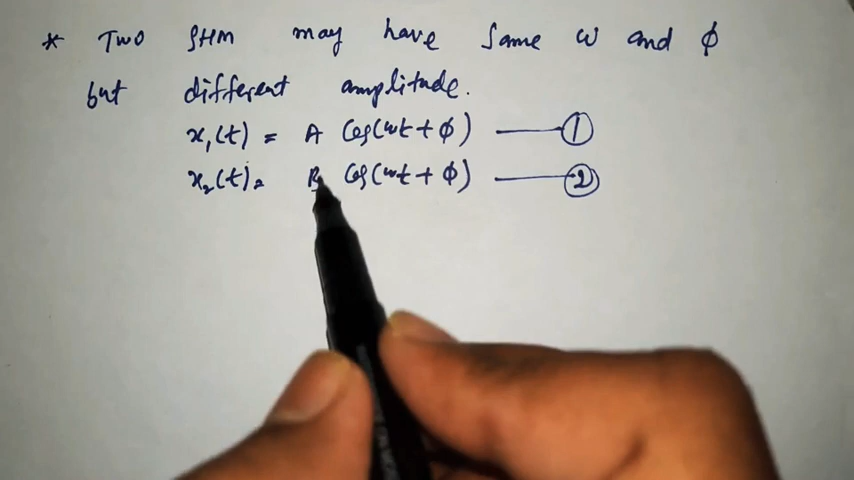 * Two SHM may have same ω and φ
but different amplitude.
x₁(t) = A Cos(ωt + φ) ——— ①
x₂(t) = B Cos(ωt + φ) ——— ②